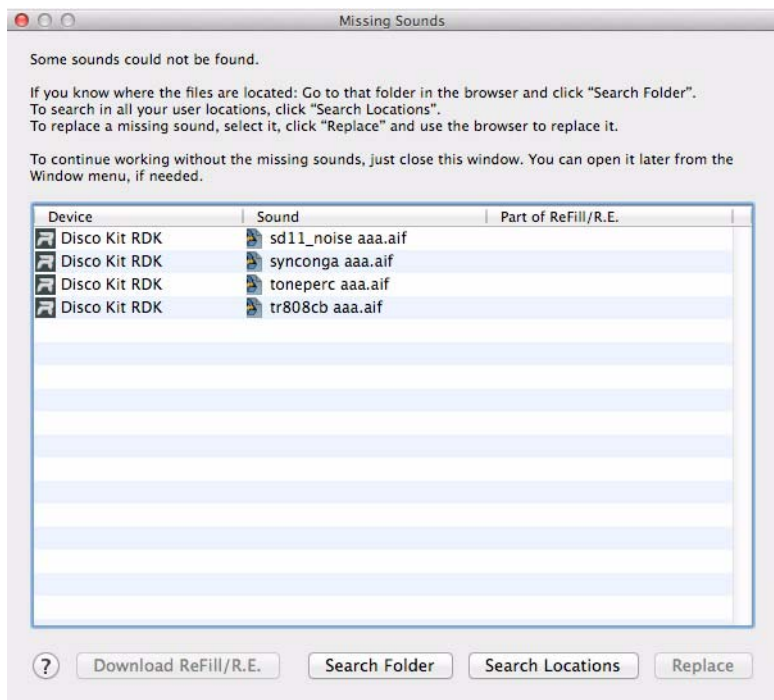 Missing Sounds
Some sounds could not be found.
If you know where the files are located: Go to that folder in the browser and click “Search Folder”.
To search in all your user locations, click “Search Locations”.
To replace a missing sound, select it, click “Replace” and use the browser to replace it.
To continue working without the missing sounds, just close this window. You can open it later from the
Window menu, if needed.
Device Sound Part of ReFill/R.E.
Disco Kit RDK sd11_noise aaa.aif
Disco Kit RDK synconga aaa.aif
Disco Kit RDK toneperc aaa.aif
Disco Kit RDK tr808cb aaa.aif
? Download ReFill/R.E. Search Folder Search Locations Replace